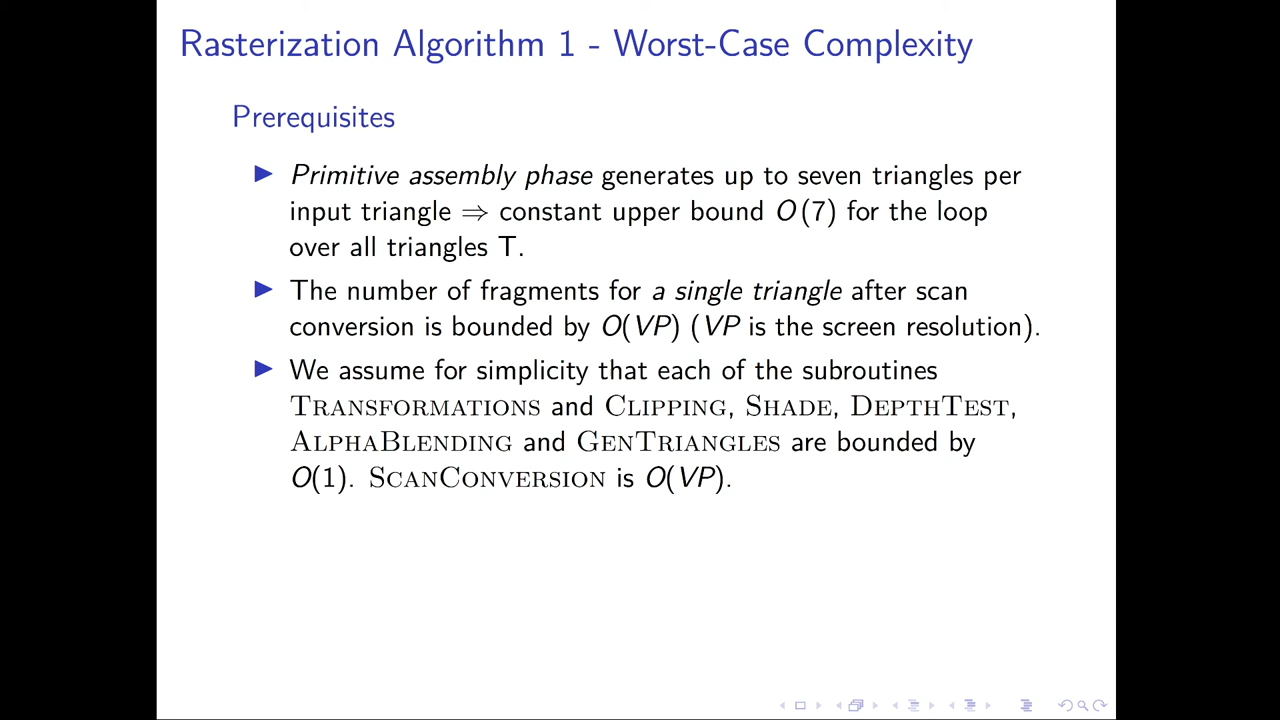 Rasterization Algorithm 1 - Worst-Case Complexity
Prerequisites
▶ Primitive assembly phase generates up to seven triangles per
input triangle ⇒ constant upper bound O(7) for the loop
over all triangles T.
▶ The number of fragments for a single triangle after scan
conversion is bounded by O(VP) (VP is the screen resolution).
▶ We assume for simplicity that each of the subroutines
TRANSFORMATIONS and CLIPPING, SHADE, DEPTHTEST,
ALPHABLENDING and GENTRIANGLES are bounded by
O(1). SCANCONVERSION is O(VP).